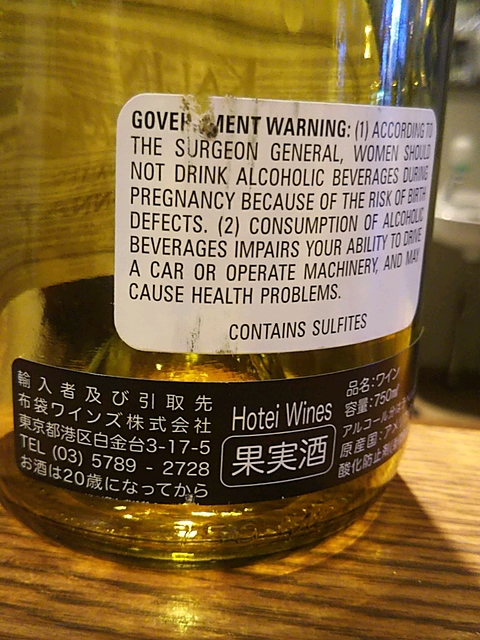 GOVERNMENT WARNING: (1) ACCORDING TO
THE SURGEON GENERAL, WOMEN SHOULD
NOT DRINK ALCOHOLIC BEVERAGES DURING
PREGNANCY BECAUSE OF THE RISK OF BIRTH
DEFECTS. (2) CONSUMPTION OF ALCOHOLIC
BEVERAGES IMPAIRS YOUR ABILITY TO DRIVE
A CAR OR OPERATE MACHINERY, AND MAY
CAUSE HEALTH PROBLEMS.
CONTAINS SULFITES
輸入者及び引取先
布袋ワインズ株式会社
東京都港区白金台3-17-5
TEL (03) 5789 - 2728
お酒は20歳になってから
Hotei Wines
果実酒
品名:ワイン
容量:750ml
アルコール分
原産国:アメ
酸化防止剤